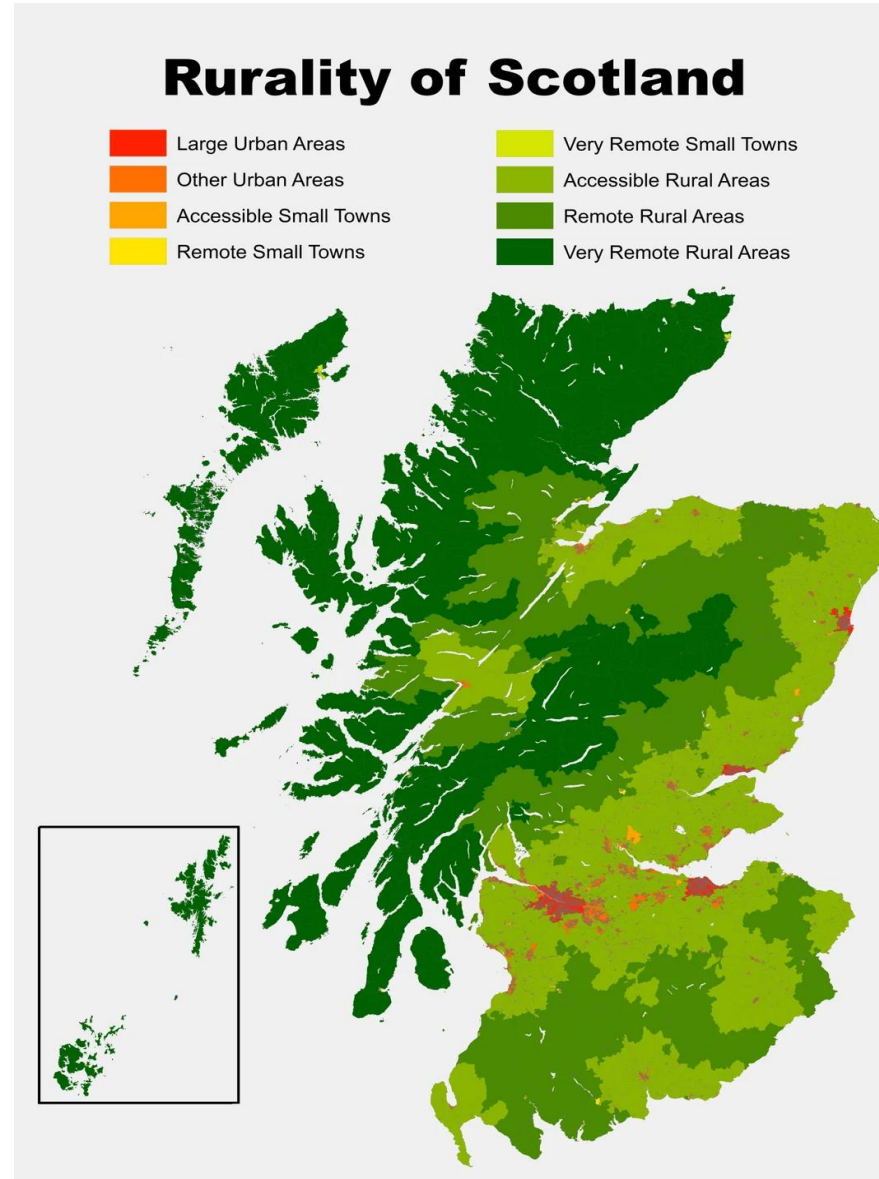 Rurality of Scotland
Large Urban Areas
Other Urban Areas
Accessible Small Towns
Remote Small Towns
Very Remote Small Towns
Accessible Rural Areas
Remote Rural Areas
Very Remote Rural Areas